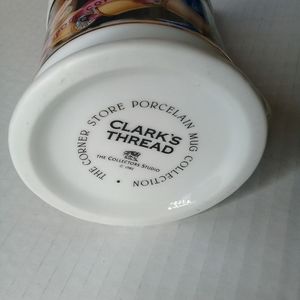 THE CORNER STORE PORCELAIN MUG COLLECTION
CLARK'S
THREAD
THE COLLECTORS STUDIO